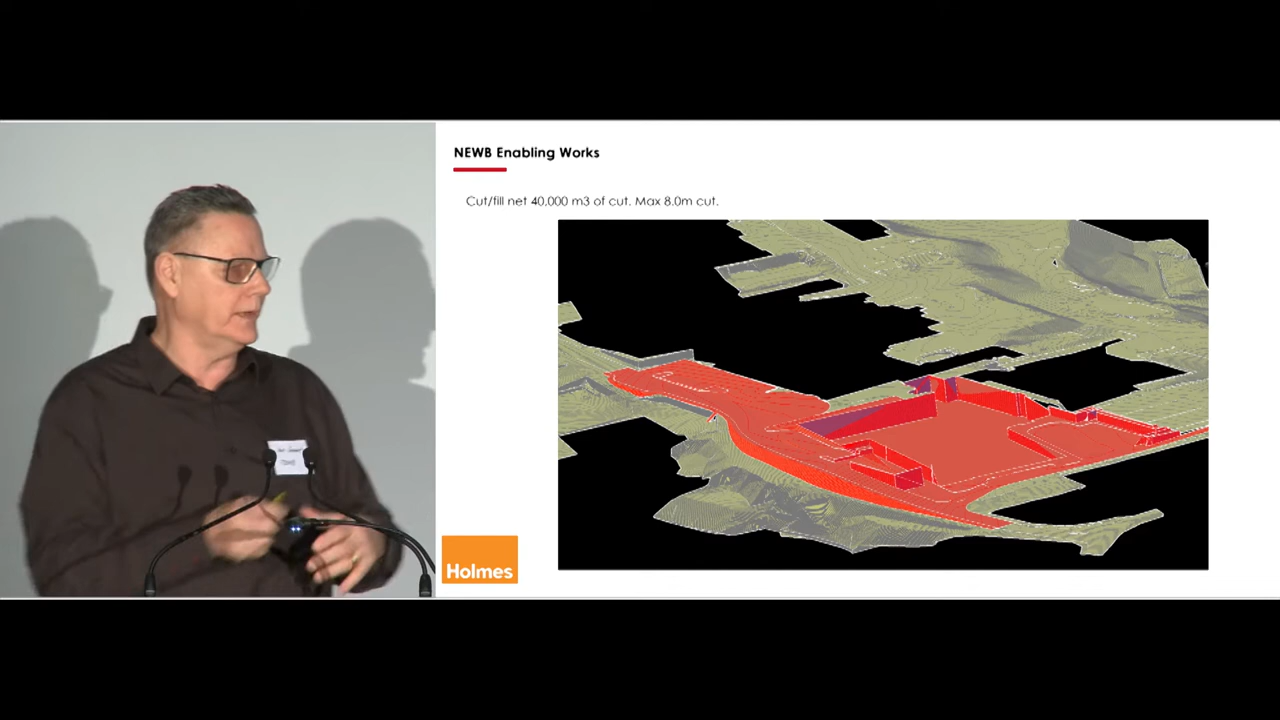 NEWB Enabling Works
Cut/fill net 40,000 m3 of cut. Max 8.0m cut.
Holmes